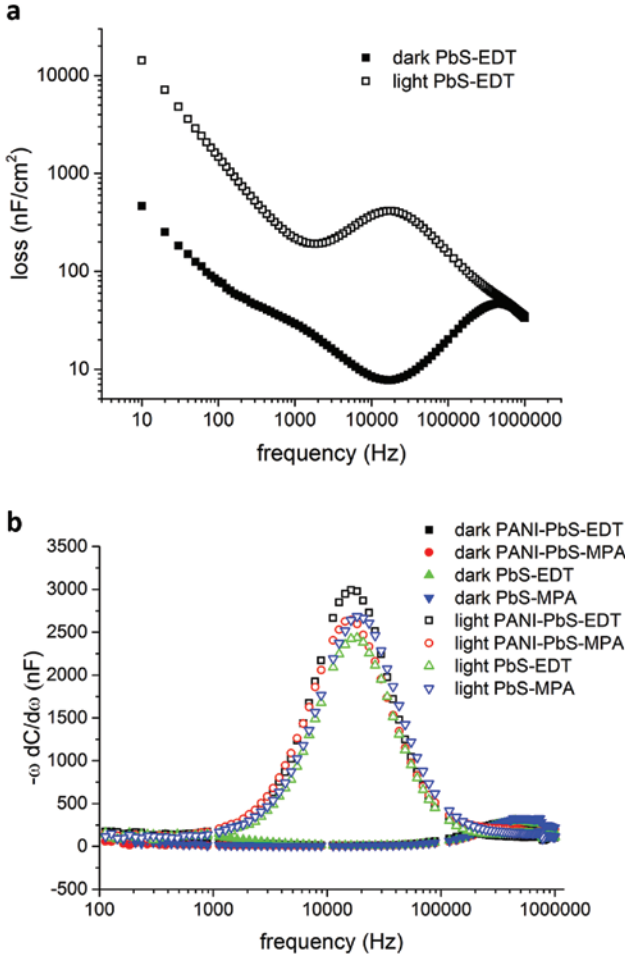 a
dark PbS-EDT
light PbS-EDT
10000
1000
100
10
loss (nF/cm²)
10 100 1000 10000 100000 1000000
frequency (Hz)
b
dark PANI-PbS-EDT
dark PANI-PbS-MPA
dark PbS-EDT
dark PbS-MPA
light PANI-PbS-EDT
light PANI-PbS-MPA
light PbS-EDT
light PbS-MPA
3500
3000
2500
2000
1500
1000
500
0
-500
-ω dC/dω (nF)
100 1000 10000 100000 1000000
frequency (Hz)